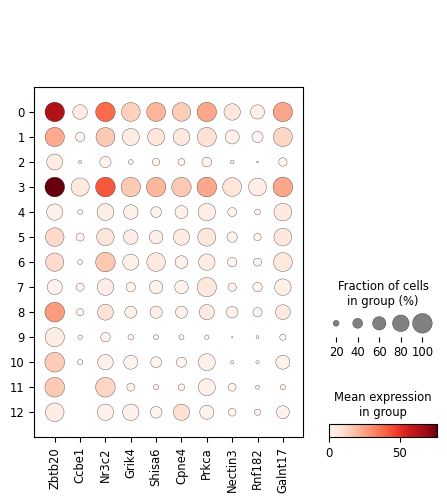 0
1
2
3
4
5
6
7
8
9
10
11
12
Zbtb20
Ccbe1
Nr3c2
Grik4
Shisa6
Cpne4
Prkca
Nectin3
Rnf182
Galnt17
Fraction of cells
in group (%)
20 40 60 80 100
Mean expression
in group
0 50